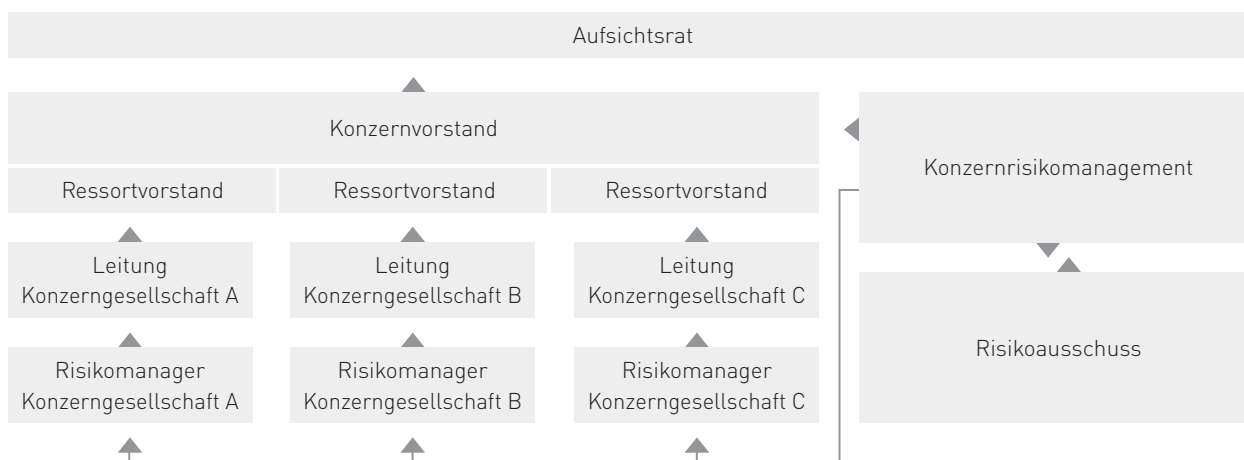 Aufsichtsrat
Konzernvorstand
Konzernrisikomanagement
Ressortvorstand
Ressortvorstand
Ressortvorstand
Leitung
Konzerngesellschaft A
Leitung
Konzerngesellschaft B
Leitung
Konzerngesellschaft C
Risikoausschuss
Risikomanager
Konzerngesellschaft A
Risikomanager
Konzerngesellschaft B
Risikomanager
Konzerngesellschaft C